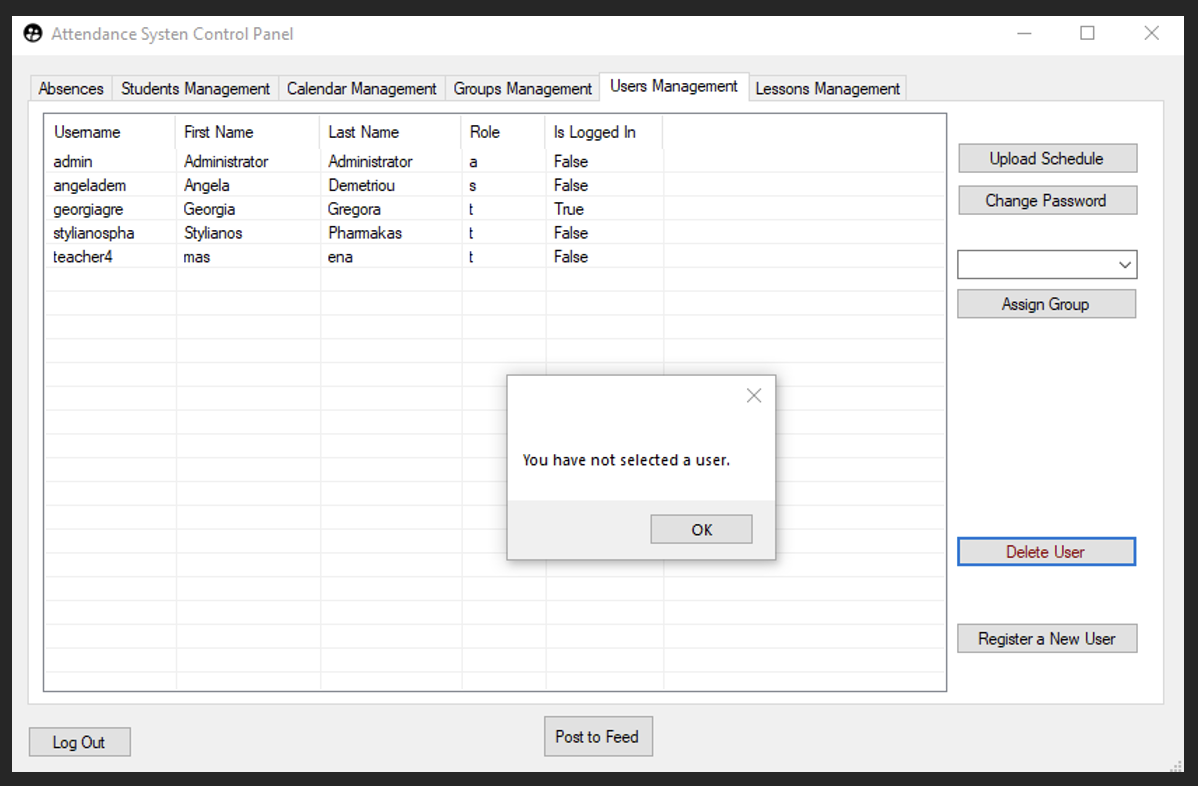 Attendance Systen Control Panel
Absences Students Management Calendar Management Groups Management Users Management Lessons Management
Username First Name Last Name Role Is Logged In
admin Administrator Administrator a False
angeladem Angela Demetriou s False
georgiagre Georgia Gregora t True
stylianospha Stylianos Pharmakas t False
teacher4 mas ena t False
Upload Schedule
Change Password
Assign Group
You have not selected a user.
OK
Delete User
Register a New User
Log Out
Post to Feed